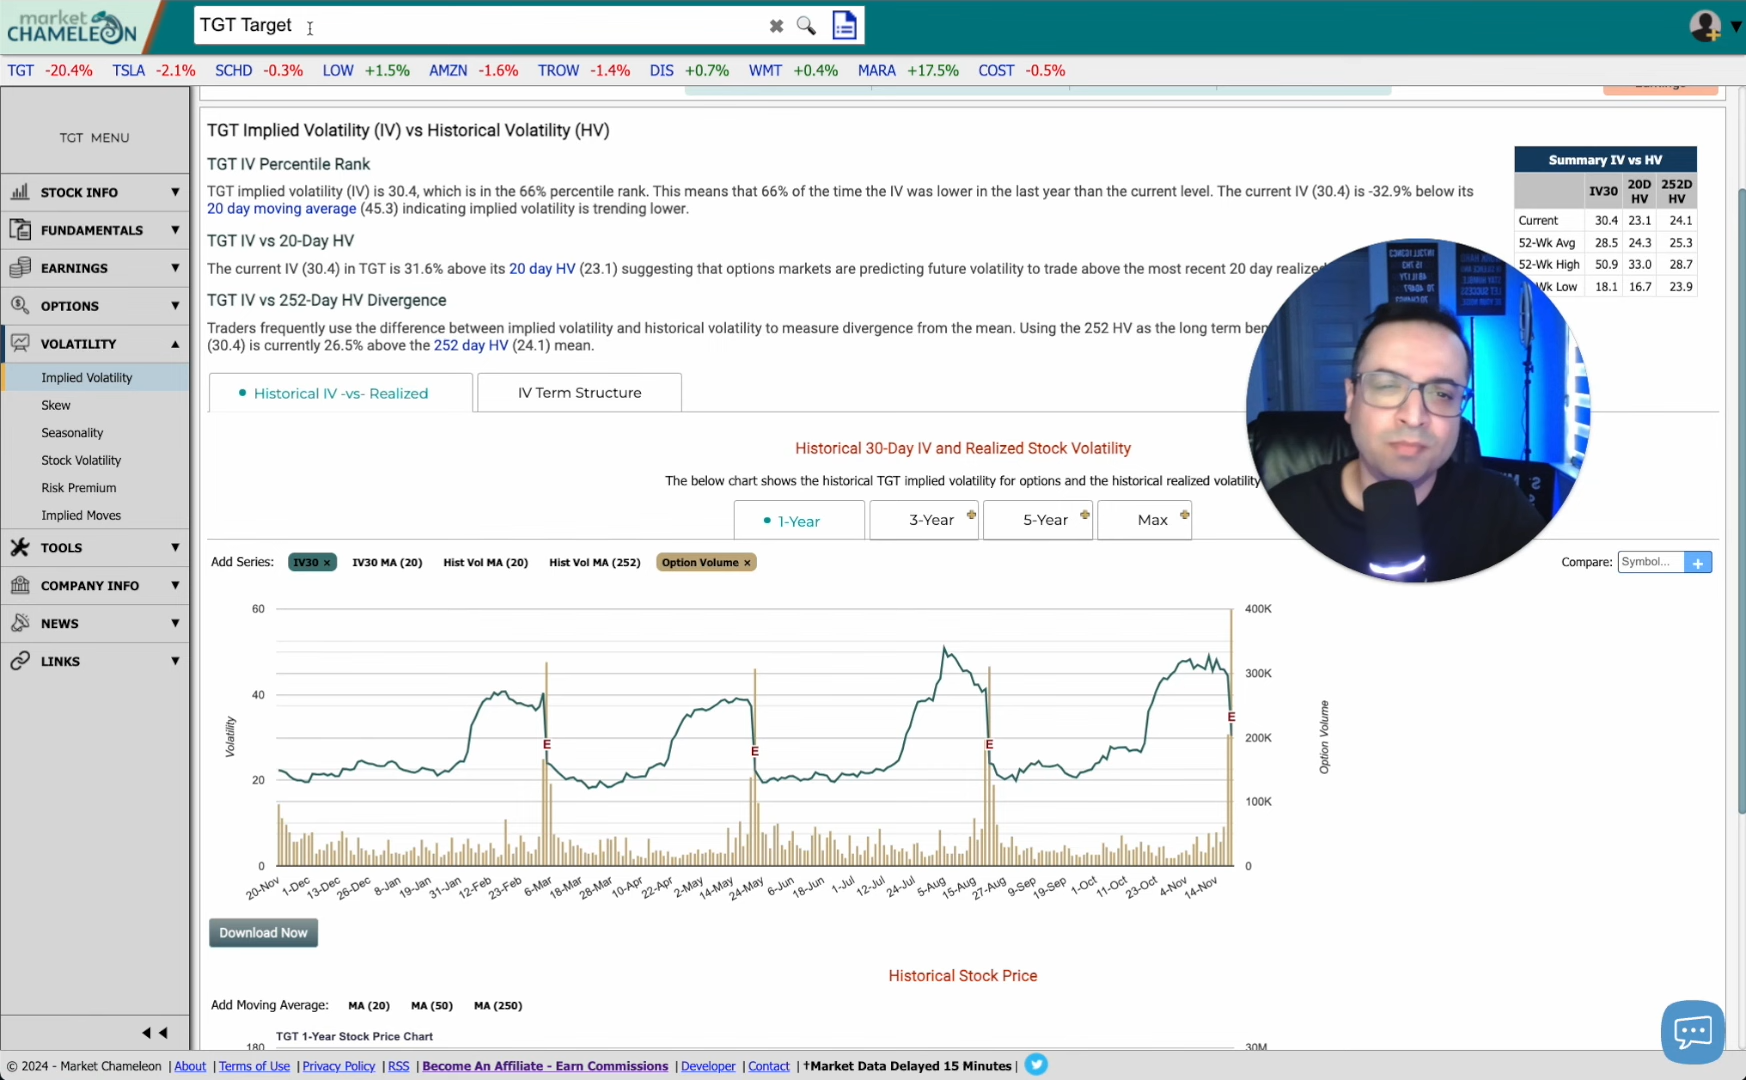 market
CHAMELEON
TGT Target
TGT -20.4% TSLA -2.1% SCHD -0.3% LOW +1.5% AMZN -1.6% TROW -1.4% DIS +0.7% WMT +0.4% MARA +17.5% COST -0.5%
TGT MENU
STOCK INFO
FUNDAMENTALS
EARNINGS
OPTIONS
VOLATILITY
Implied Volatility
Skew
Seasonality
Stock Volatility
Risk Premium
Implied Moves
TOOLS
COMPANY INFO
NEWS
LINKS
TGT Implied Volatility (IV) vs Historical Volatility (HV)
TGT IV Percentile Rank
TGT implied volatility (IV) is 30.4, which is in the 66% percentile rank. This means that 66% of the time the IV was lower in the last year than the current level. The current IV (30.4) is -32.9% below its
20 day moving average (45.3) indicating implied volatility is trending lower.
TGT IV vs 20-Day HV
The current IV (30.4) in TGT is 31.6% above its 20 day HV (23.1) suggesting that options markets are predicting future volatility to trade above the most recent 20 day realized
TGT IV vs 252-Day HV Divergence
Traders frequently use the difference between implied volatility and historical volatility to measure divergence from the mean. Using the 252 HV as the long term
(30.4) is currently 26.5% above the 252 day HV (24.1) mean.
Summary IV vs HV
IV30 20D HV 252D HV
Current 30.4 23.1 24.1
52-Wk Avg 28.5 24.3 25.3
52-Wk High 50.9 33.0 28.7
Wk Low 18.1 16.7 23.9
Historical IV -vs- Realized
IV Term Structure
Historical 30-Day IV and Realized Stock Volatility
The below chart shows the historical TGT implied volatility for options and the historical realized volatility
1-Year 3-Year 5-Year Max
Add Series: IV30 × IV30 MA (20) Hist Vol MA (20) Hist Vol MA (252) Option Volume ×
Compare: Symbol... +
60
40
20
0
Volatility
400K
300K
200K
100K
0
Option Volume
E
E
E
E
20-Nov 1-Dec 13-Dec 26-Dec 8-Jan 19-Jan 31-Jan 12-Feb 23-Feb 6-Mar 18-Mar 28-Mar 10-Apr 22-Apr 2-May 14-May 24-May 6-Jun 18-Jun 1-Jul 12-Jul 24-Jul 5-Aug 15-Aug 27-Aug 9-Sep 19-Sep 1-Oct 11-Oct 23-Oct 4-Nov 14-Nov
Download Now
Historical Stock Price
Add Moving Average: MA (20) MA (50) MA (250)
TGT 1-Year Stock Price Chart
180
30M
© 2024 - Market Chameleon | About | Terms of Use | Privacy Policy | RSS | Become An Affiliate - Earn Commissions | Developer | Contact | †Market Data Delayed 15 Minutes |